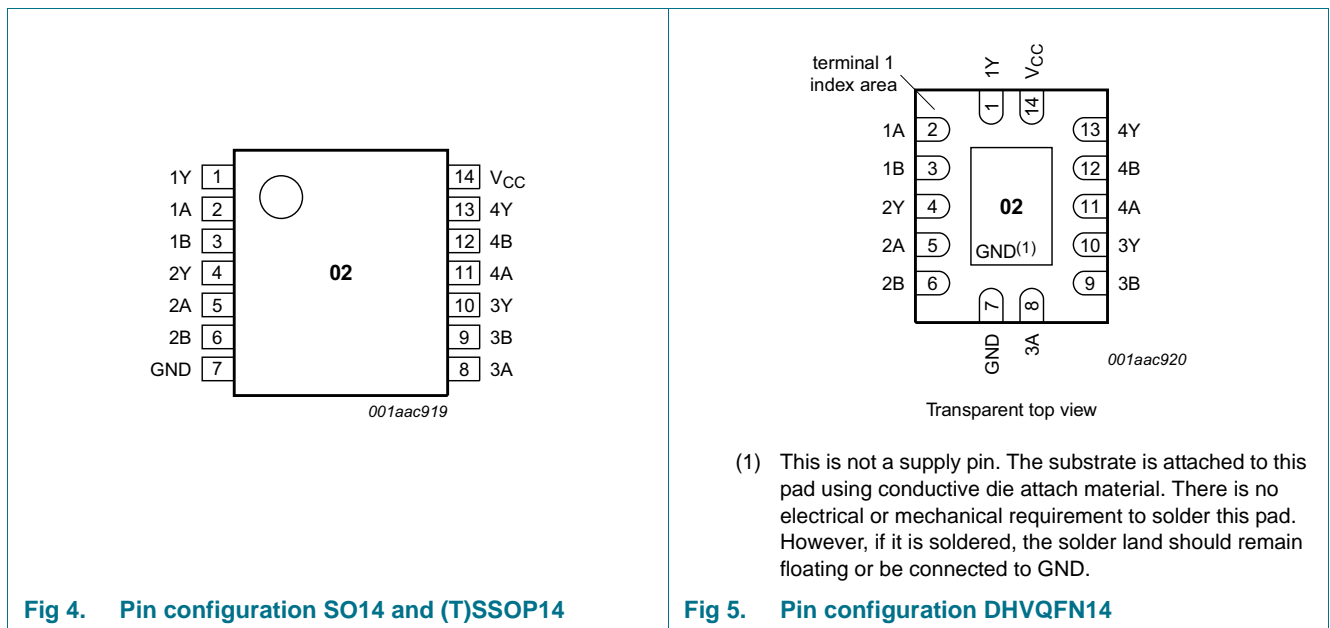 1Y 1
1A 2
1B 3
2Y 4
2A 5
2B 6
GND 7
02
14 VCC
13 4Y
12 4B
11 4A
10 3Y
9 3B
8 3A
001aac919
Fig 4. Pin configuration SO14 and (T)SSOP14
terminal 1
index area
1Y VCC
1 14
1A 2
1B 3
2Y 4
2A 5
2B 6
02
GND(1)
13 4Y
12 4B
11 4A
10 3Y
9 3B
7 8
GND 3A
001aac920
Transparent top view
(1) This is not a supply pin. The substrate is attached to this
pad using conductive die attach material. There is no
electrical or mechanical requirement to solder this pad.
However, if it is soldered, the solder land should remain
floating or be connected to GND.
Fig 5. Pin configuration DHVQFN14